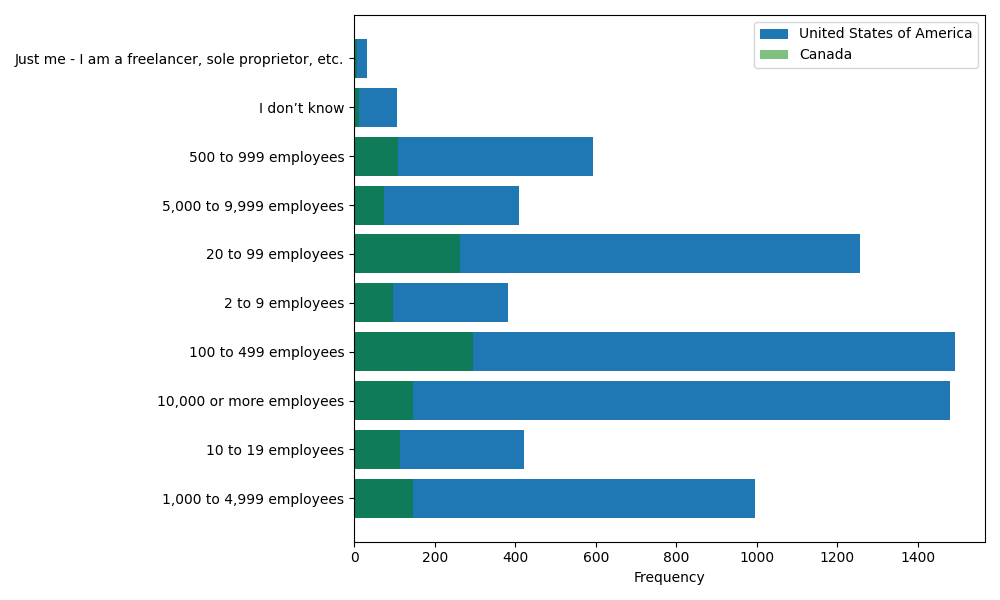 United States of America
Canada
Just me - I am a freelancer, sole proprietor, etc.
I don’t know
500 to 999 employees
5,000 to 9,999 employees
20 to 99 employees
2 to 9 employees
100 to 499 employees
10,000 or more employees
10 to 19 employees
1,000 to 4,999 employees
0 200 400 600 800 1000 1200 1400
Frequency